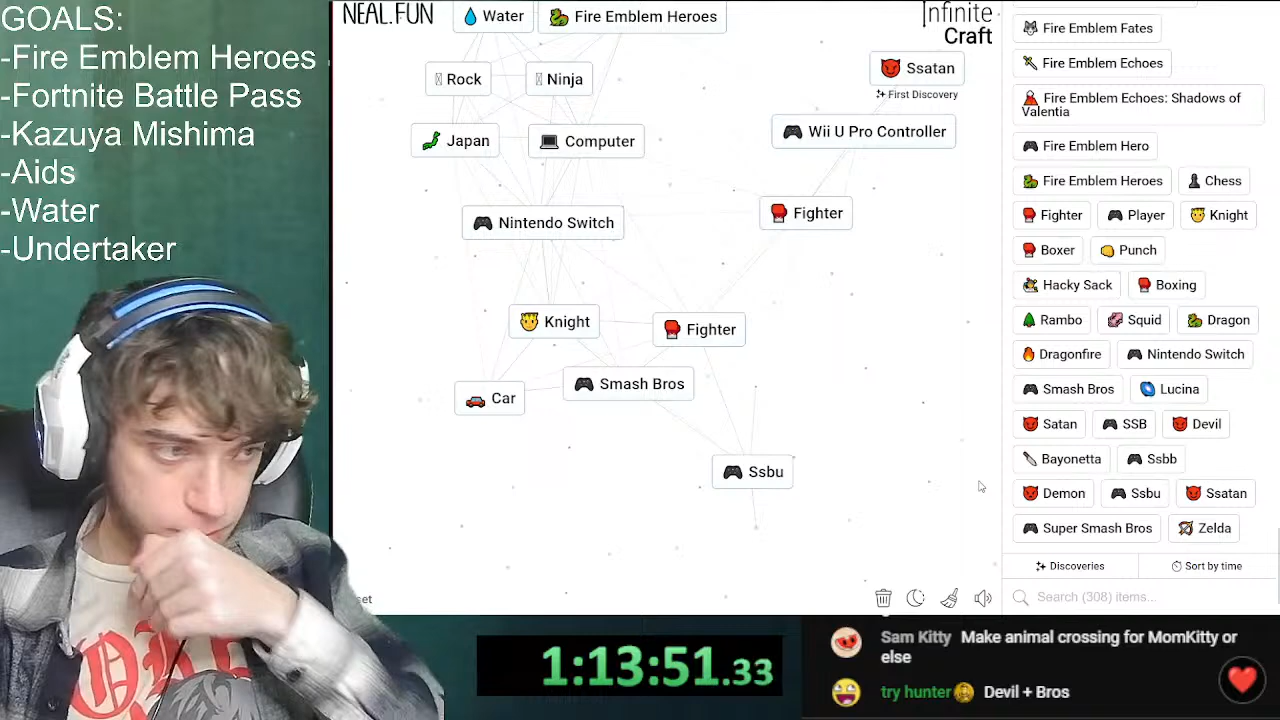 GOALS:
-Fire Emblem Heroes
-Fortnite Battle Pass
-Kazuya Mishima
-Aids
-Water
-Undertaker
NEAL.FUN
Water
Fire Emblem Heroes
Infinite
Craft
Rock
Ninja
Ssatan
First Discovery
Japan
Computer
Wii U Pro Controller
Nintendo Switch
Fighter
Knight
Fighter
Car
Smash Bros
Ssbu
Fire Emblem Fates
Fire Emblem Echoes
Fire Emblem Echoes: Shadows of
Valentia
Fire Emblem Hero
Fire Emblem Heroes Chess
Fighter Player Knight
Boxer Punch
Hacky Sack Boxing
Rambo Squid Dragon
Dragonfire Nintendo Switch
Smash Bros Lucina
Satan SSB Devil
Bayonetta Ssbb
Demon Ssbu Ssatan
Super Smash Bros Zelda
Discoveries Sort by time
Search (308) items...
1:13:51.33
Sam Kitty Make animal crossing for MomKitty or
else
try hunter Devil + Bros